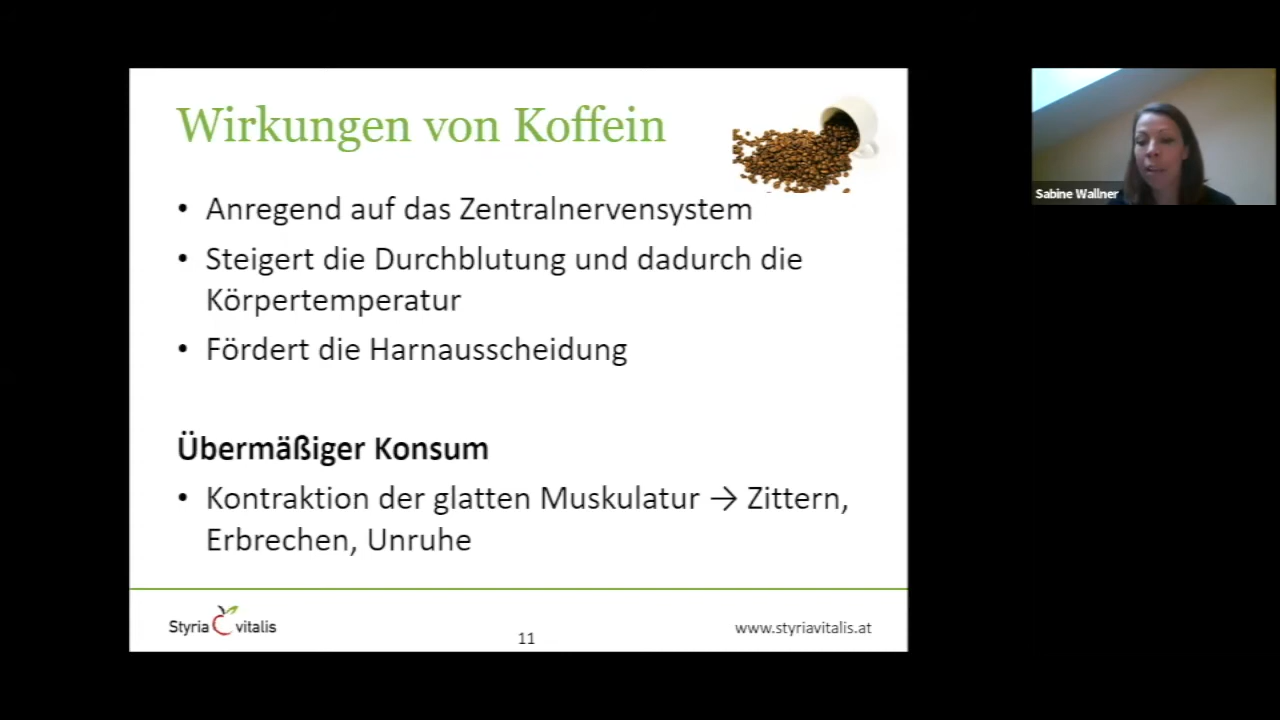 Wirkungen von Koffein
• Anregend auf das Zentralnervensystem
• Steigert die Durchblutung und dadurch die
Körpertemperatur
• Fördert die Harnausscheidung
Übermäßiger Konsum
• Kontraktion der glatten Muskulatur → Zittern,
Erbrechen, Unruhe
Styria vitalis
11
www.styriavitalis.at
Sabine Wallner